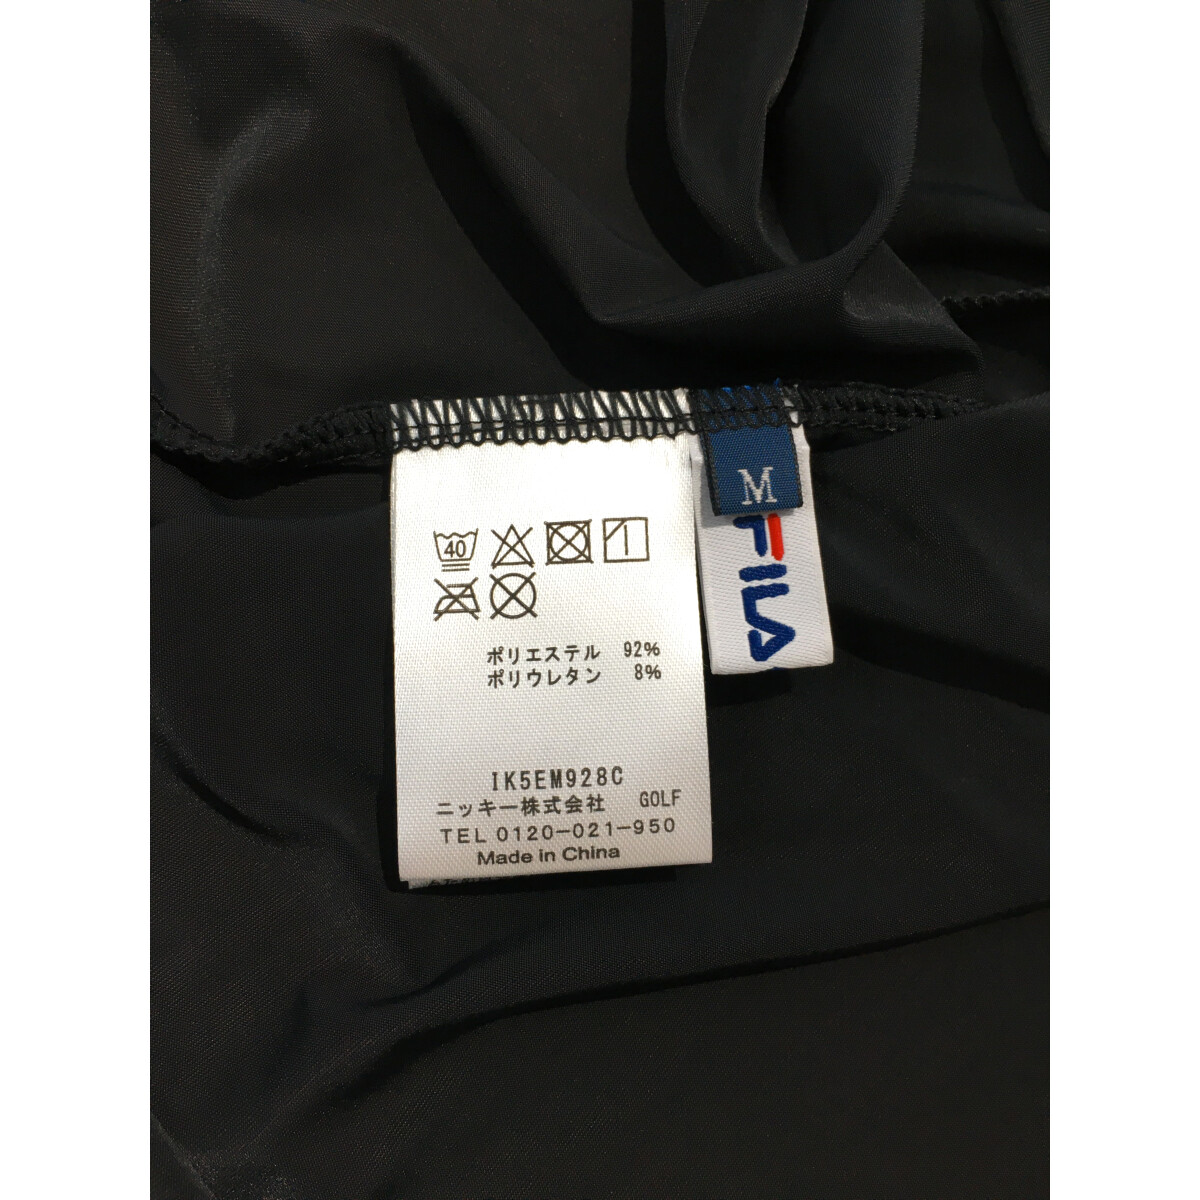 M
FILA
40
ポリエステル 92%
ポリウレタン 8%
IK5EM928C
ニッキー株式会社 GOLF
TEL 0120-021-950
Made in China